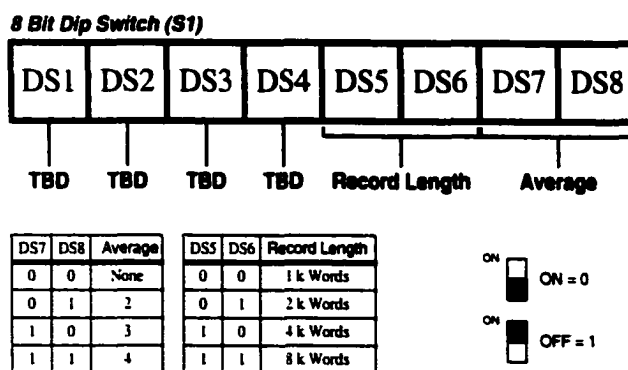 8 Bit Dip Switch (S1)
DS1 DS2 DS3 DS4 DS5 DS6 DS7 DS8
TBD TBD TBD TBD Record Length Average
DS7 DS8 Average
0 0 None
0 1 2
1 0 3
1 1 4
DS5 DS6 Record Length
0 0 1 k Words
0 1 2 k Words
1 0 4 k Words
1 1 8 k Words
ON
ON = 0
ON
OFF = 1